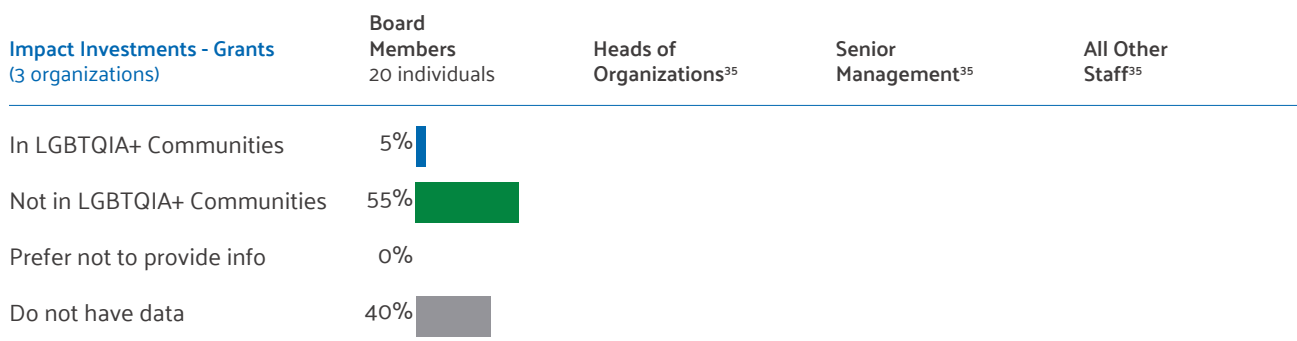 Impact Investments - Grants
(3 organizations)
Board
Members
20 individuals
Heads of
Organizations³⁵
Senior
Management³⁵
All Other
Staff³⁵
In LGBTQIA+ Communities 5%
Not in LGBTQIA+ Communities 55%
Prefer not to provide info 0%
Do not have data 40%